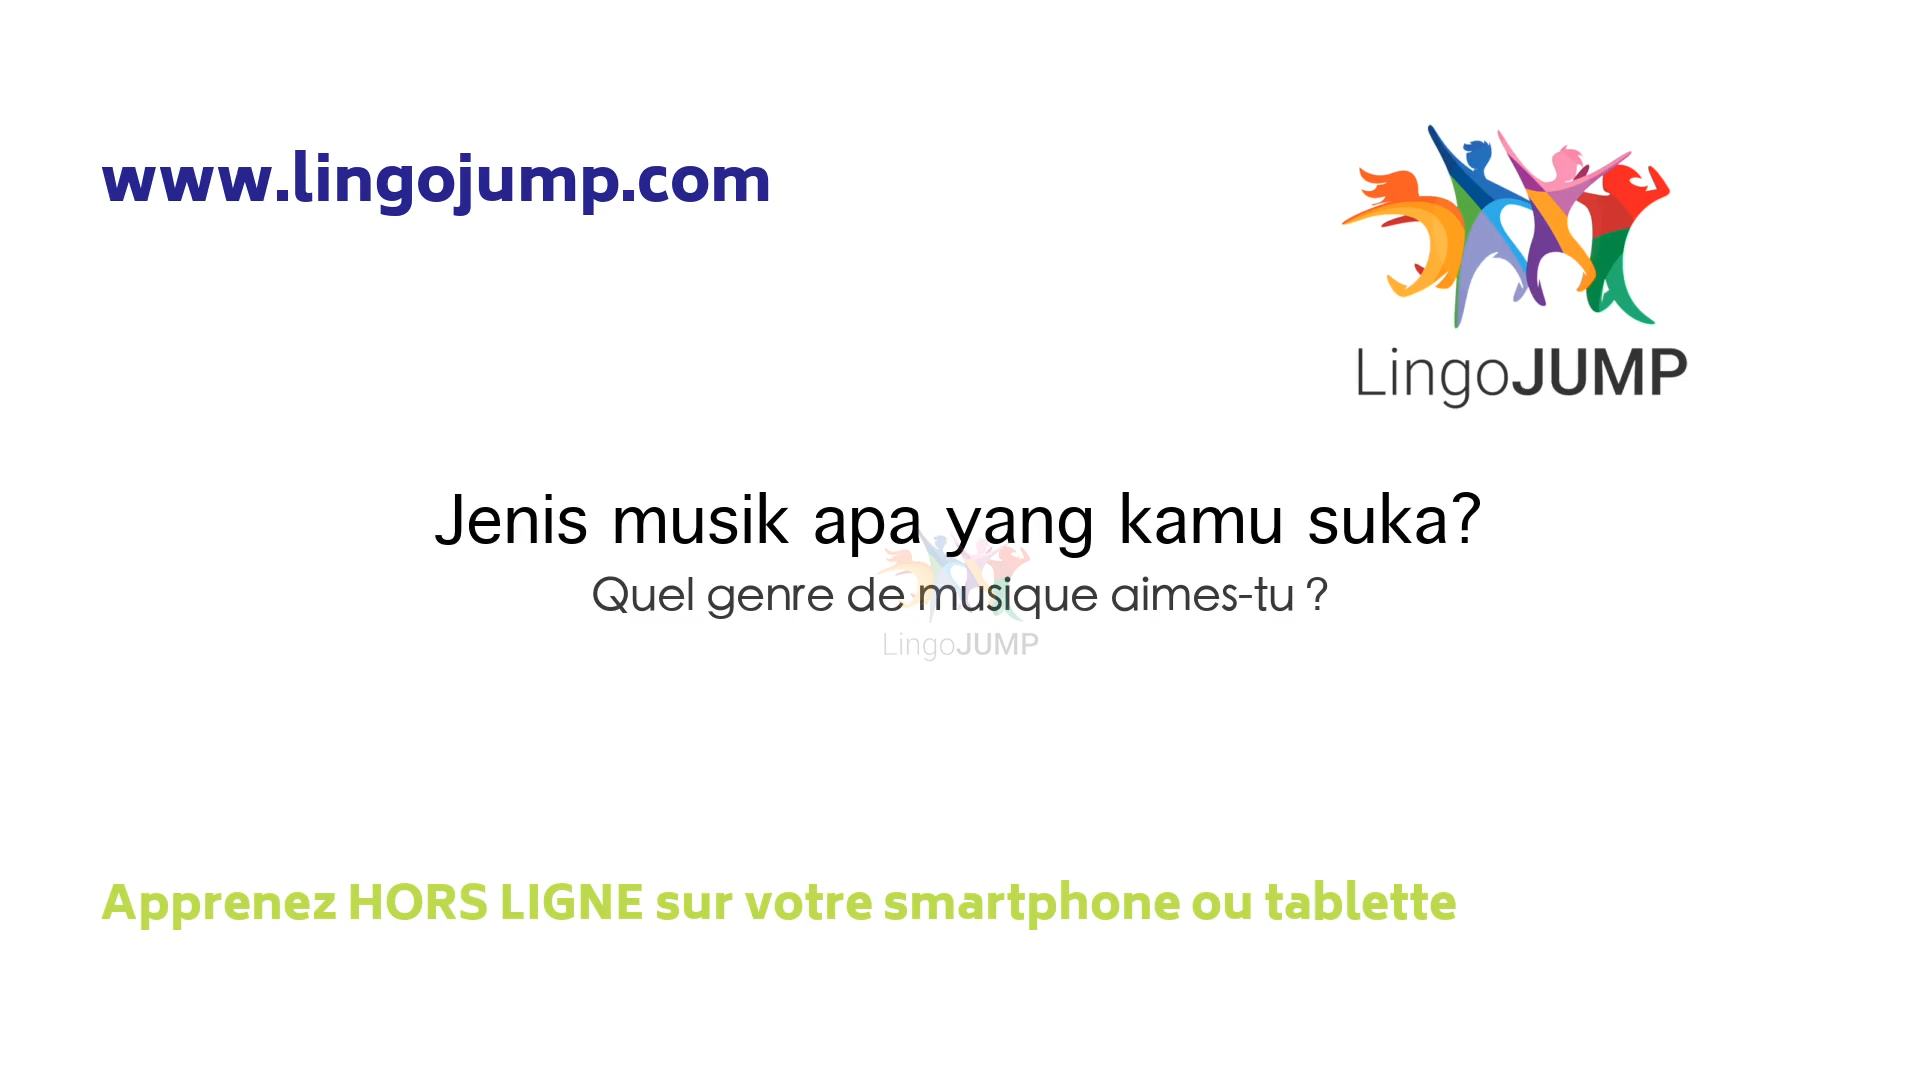 www.lingojump.com
LingoJUMP
Jenis musik apa yang kamu suka?
Quel genre de musique aimes-tu ?
LingoJUMP
Apprenez HORS LIGNE sur votre smartphone ou tablette